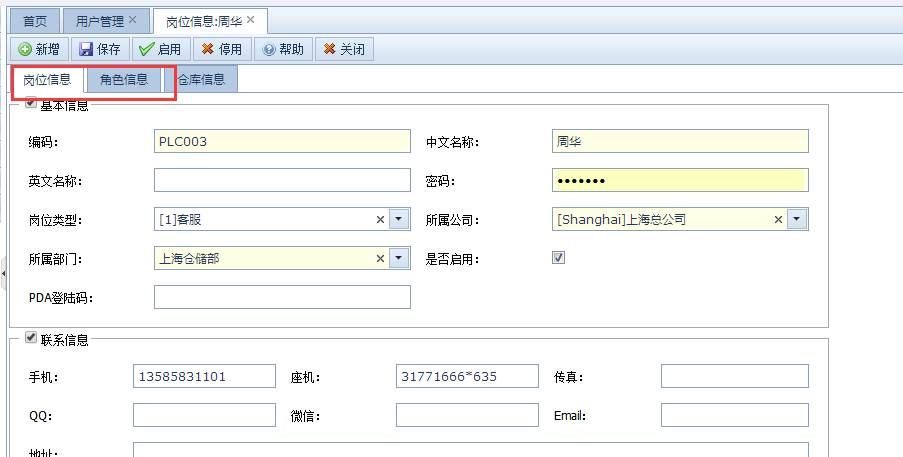 首页 用户管理 岗位信息:周华
新增 保存 启用 停用 帮助 关闭
岗位信息 角色信息 仓库信息
基本信息
编码: PLC003 中文名称: 周华
英文名称: 密码: •••••••
岗位类型: [1]客服 所属公司: [Shanghai]上海总公司
所属部门: 上海仓储部 是否启用:
PDA登陆码:
联系信息
手机: 13585831101 座机: 31771666*635 传真:
QQ: 微信: Email:
地址: